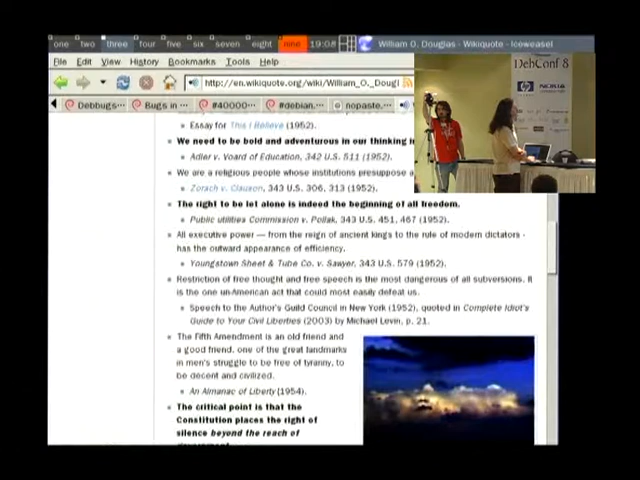 one two three four five six seven eight nine 19:08 William O. Douglas - Wikiquote - Iceweasel
File Edit View History Bookmarks Tools Help
http://en.wikiquote.org/wiki/William_O._Dougl
Debbugs... Bugs in ... #40000... #debian.... nopaste....
DebConf 8
hp NOKIA
Essay for This I Believe (1952).
We need to be bold and adventurous in our thinking
Adler v. Board of Education, 342 U.S. 511 (1952).
We are a religious people whose institutions presuppose a
Zorach v. Clauson, 343 U.S. 306, 313 (1952).
The right to be let alone is indeed the beginning of all freedom.
Public utilities Commission v. Pollak, 343 U.S. 451, 467 (1952).
All executive power — from the reign of ancient kings to the rule of modern dictators -
has the outward appearance of efficiency.
Youngstown Sheet & Tube Co. v. Sawyer, 343 U.S. 579 (1952).
Restriction of free thought and free speech is the most dangerous of all subversions. It
is the one un-American act that could most easily defeat us.
Speech to the Author's Guild Council in New York (1952), quoted in Complete Idiot's
Guide to Your Civil Liberties (2003) by Michael Levin, p. 21.
The Fifth Amendment is an old friend and
a good friend. one of the great landmarks
in men's struggle to be free of tyranny, to
be decent and civilized.
An Almanac of Liberty (1954).
The critical point is that the
Constitution places the right of
silence beyond the reach of